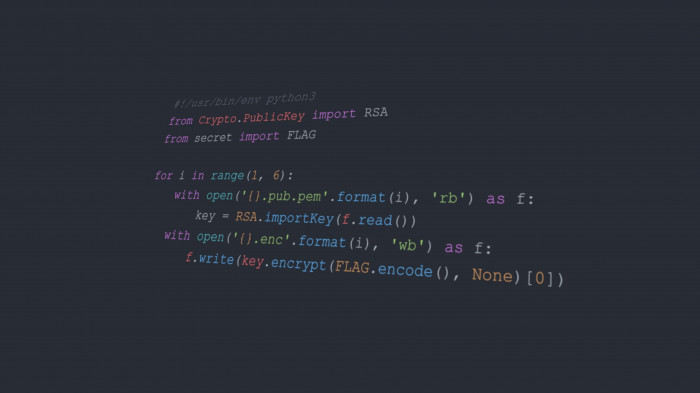 #!/usr/bin/env python3
from Crypto.PublicKey import RSA
from secret import FLAG
for i in range(1, 6):
with open('{}.pub.pem'.format(i), 'rb') as f:
key = RSA.importKey(f.read())
with open('{}.enc'.format(i), 'wb') as f:
f.write(key.encrypt(FLAG.encode(), None)[0])